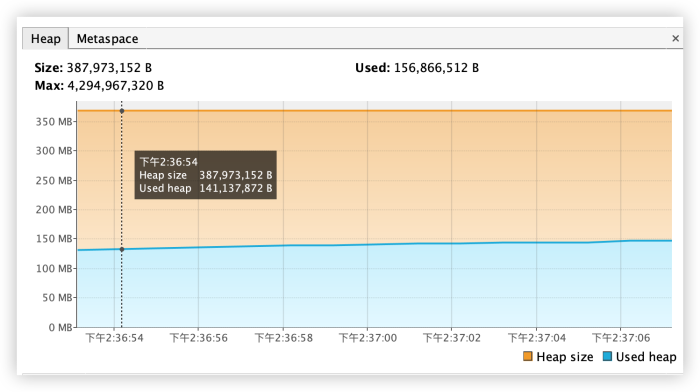 Heap Metaspace ×
Size: 387,973,152 B Used: 156,866,512 B
Max: 4,294,967,320 B
350 MB
300 MB
250 MB
200 MB
150 MB
100 MB
50 MB
0 MB
下午2:36:54
Heap size 387,973,152 B
Used heap 141,137,872 B
下午2:36:54 下午2:36:56 下午2:36:58 下午2:37:00 下午2:37:02 下午2:37:04 下午2:37:06
Heap size Used heap